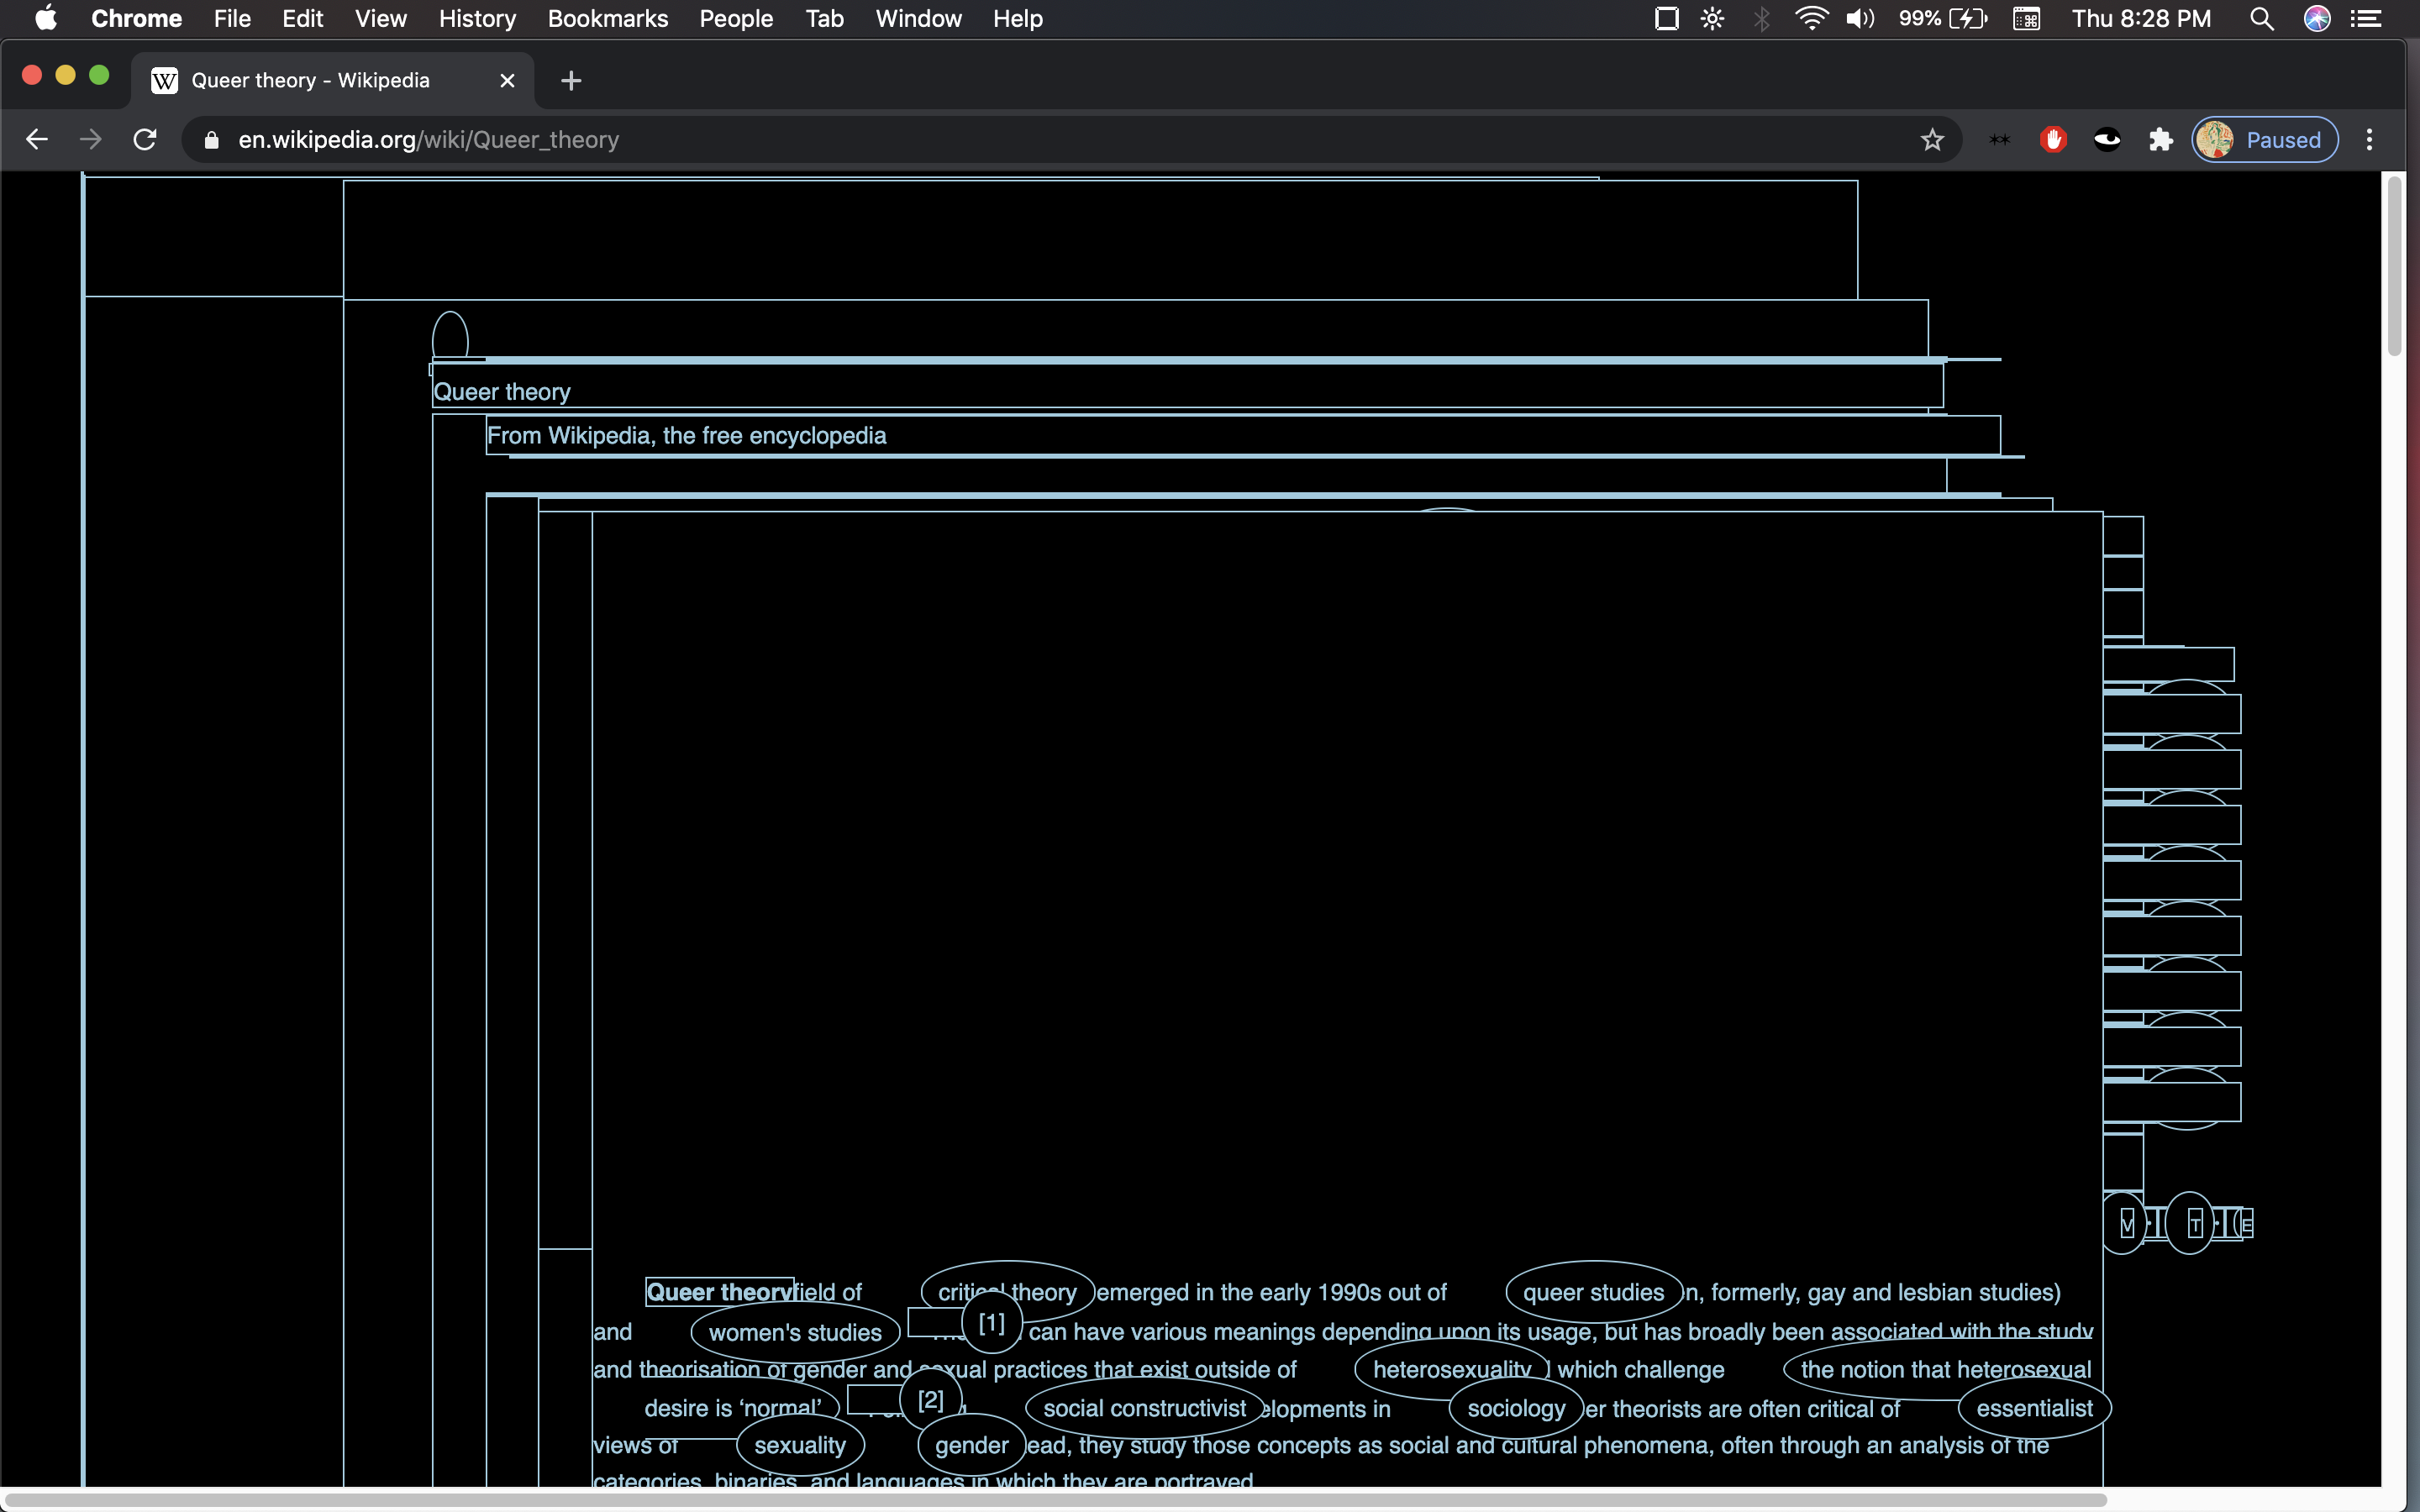 Chrome File Edit View History Bookmarks People Tab Window Help 99% Thu 8:28 PM
W Queer theory - Wikipedia
en.wikipedia.org/wiki/Queer_theory Paused
Queer theory
From Wikipedia, the free encyclopedia
V T E
Queer theory field of critical theory emerged in the early 1990s out of queer studies n, formerly, gay and lesbian studies)
and women's studies [1] can have various meanings depending upon its usage, but has broadly been associated with the study
and theorisation of gender and sexual practices that exist outside of heterosexuality which challenge the notion that heterosexual
desire is ‘normal’ [2] social constructivist elopments in sociology er theorists are often critical of essentialist
views of sexuality gender ead, they study those concepts as social and cultural phenomena, often through an analysis of the
categories, binaries, and languages in which they are portrayed